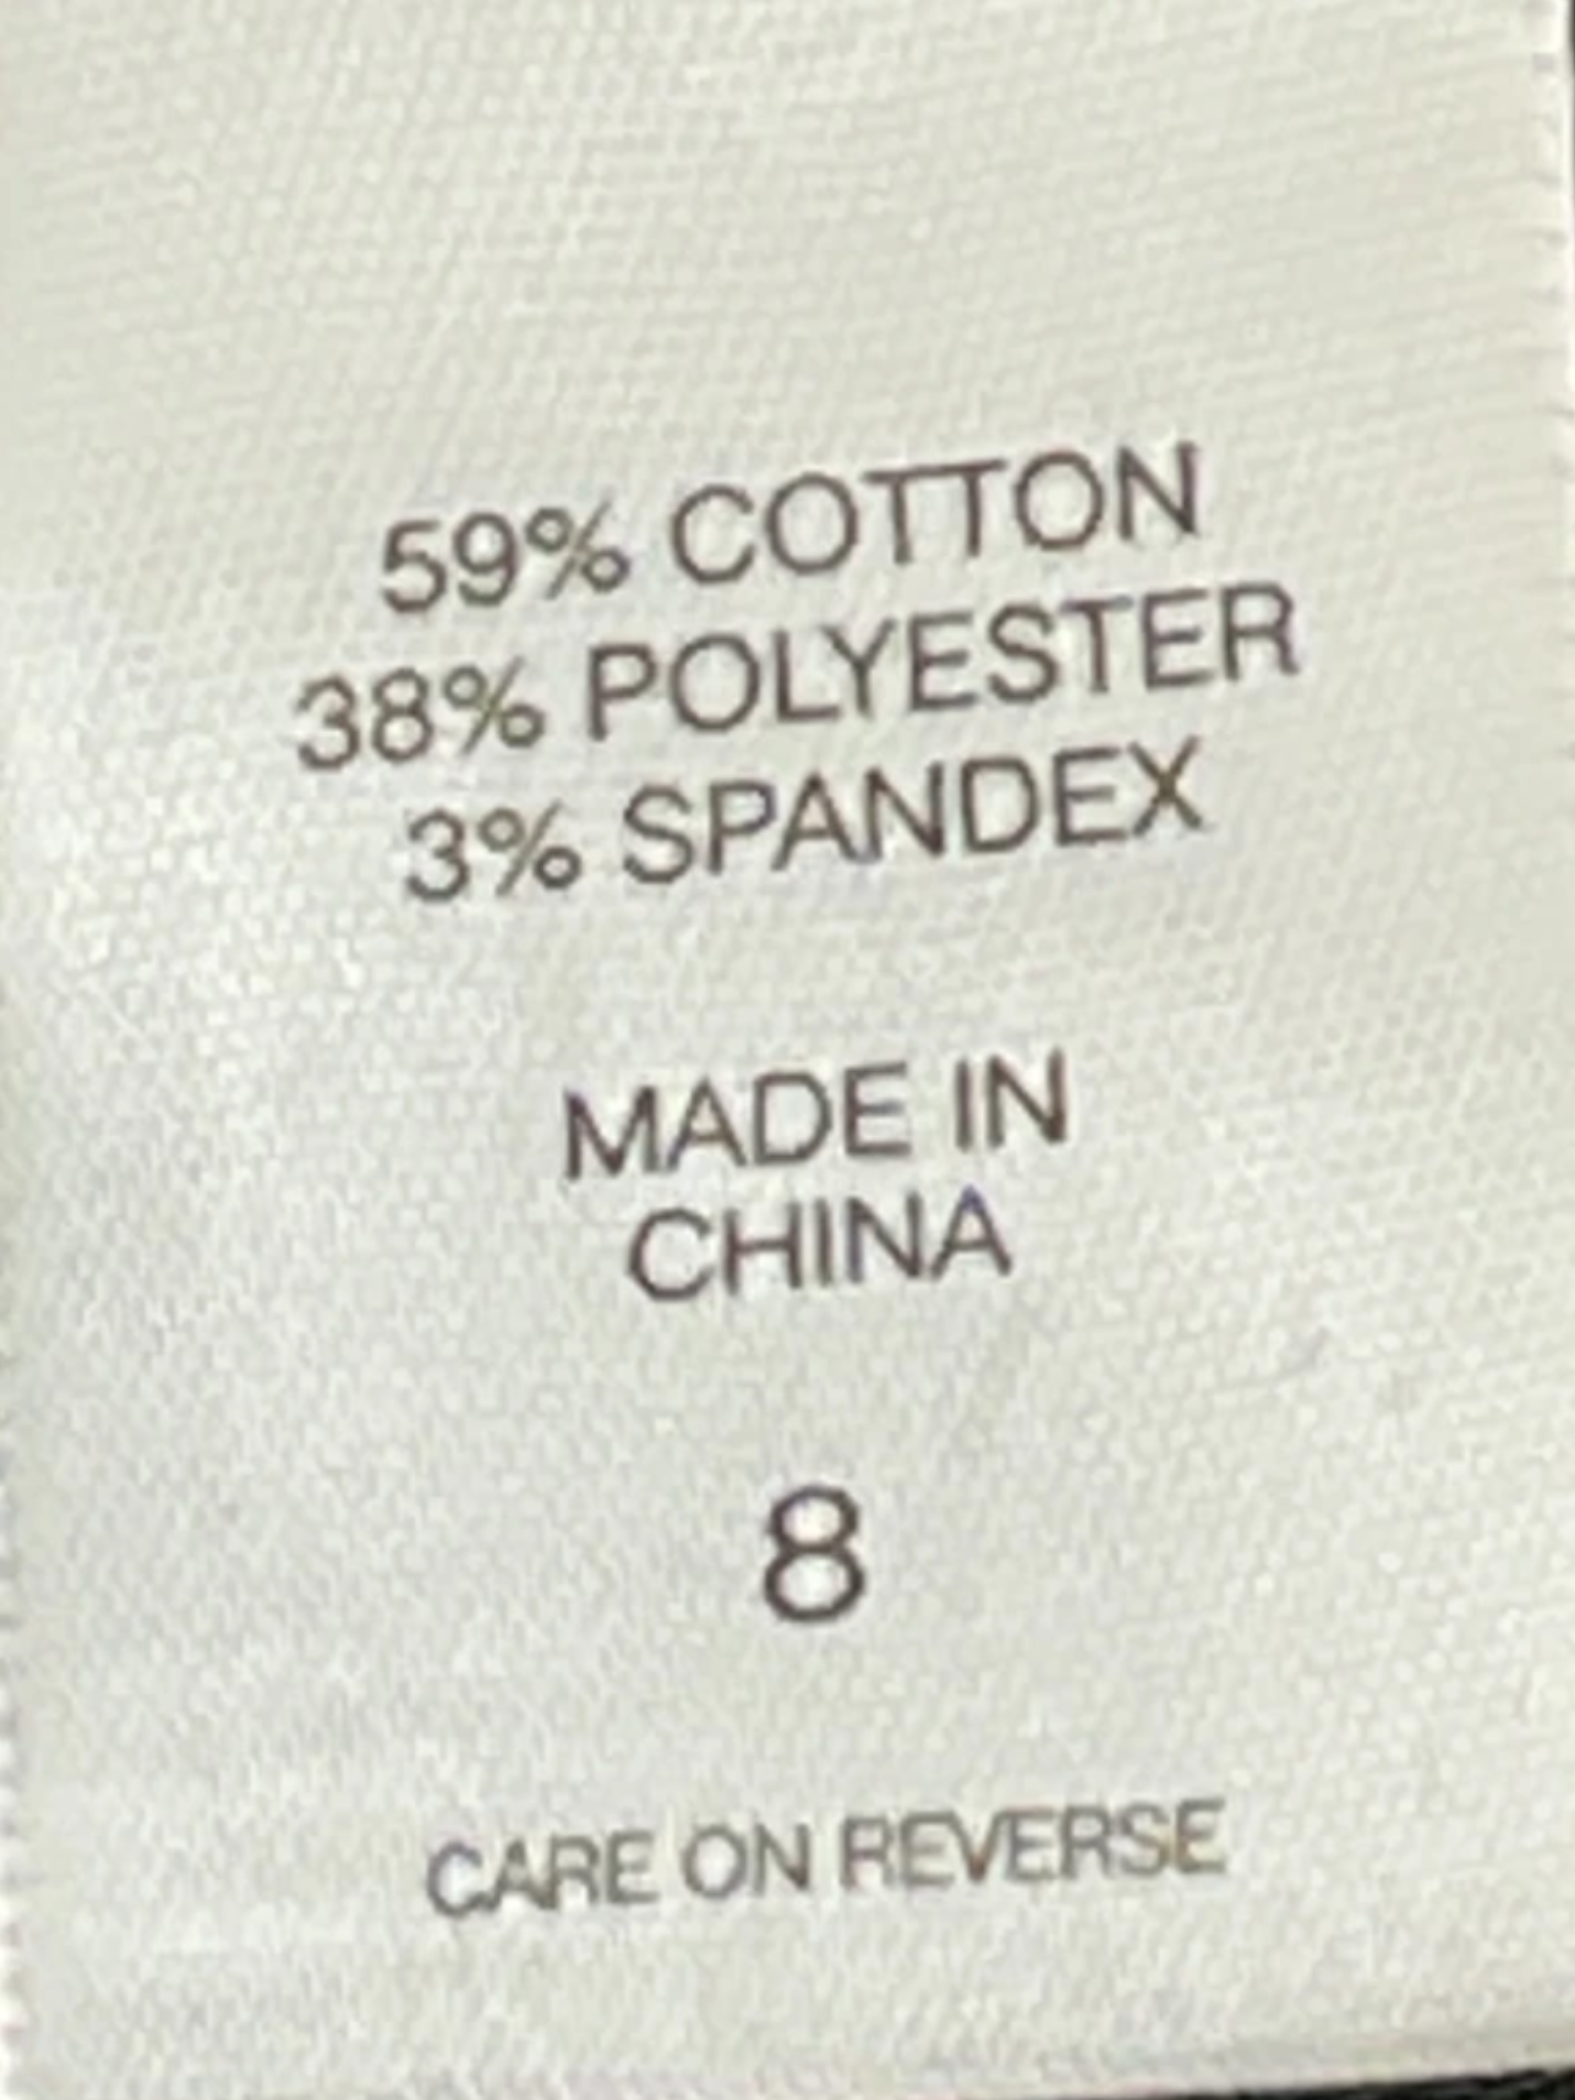 59% COTTON
38% POLYESTER
3% SPANDEX
MADE IN
CHINA
8
CARE ON REVERSE